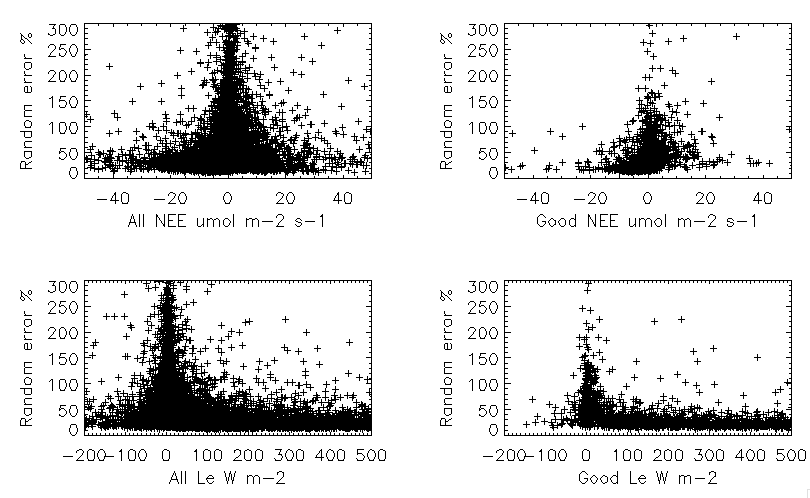 300
250
200
150
100
50
0
Random error %
−40 −20 0 20 40
All NEE umol m−2 s−1
300
250
200
150
100
50
0
Random error %
−40 −20 0 20 40
Good NEE umol m−2 s−1
300
250
200
150
100
50
0
Random error %
−200−100 0 100 200 300 400 500
All Le W m−2
300
250
200
150
100
50
0
Random error %
−200−100 0 100 200 300 400 500
Good Le W m−2